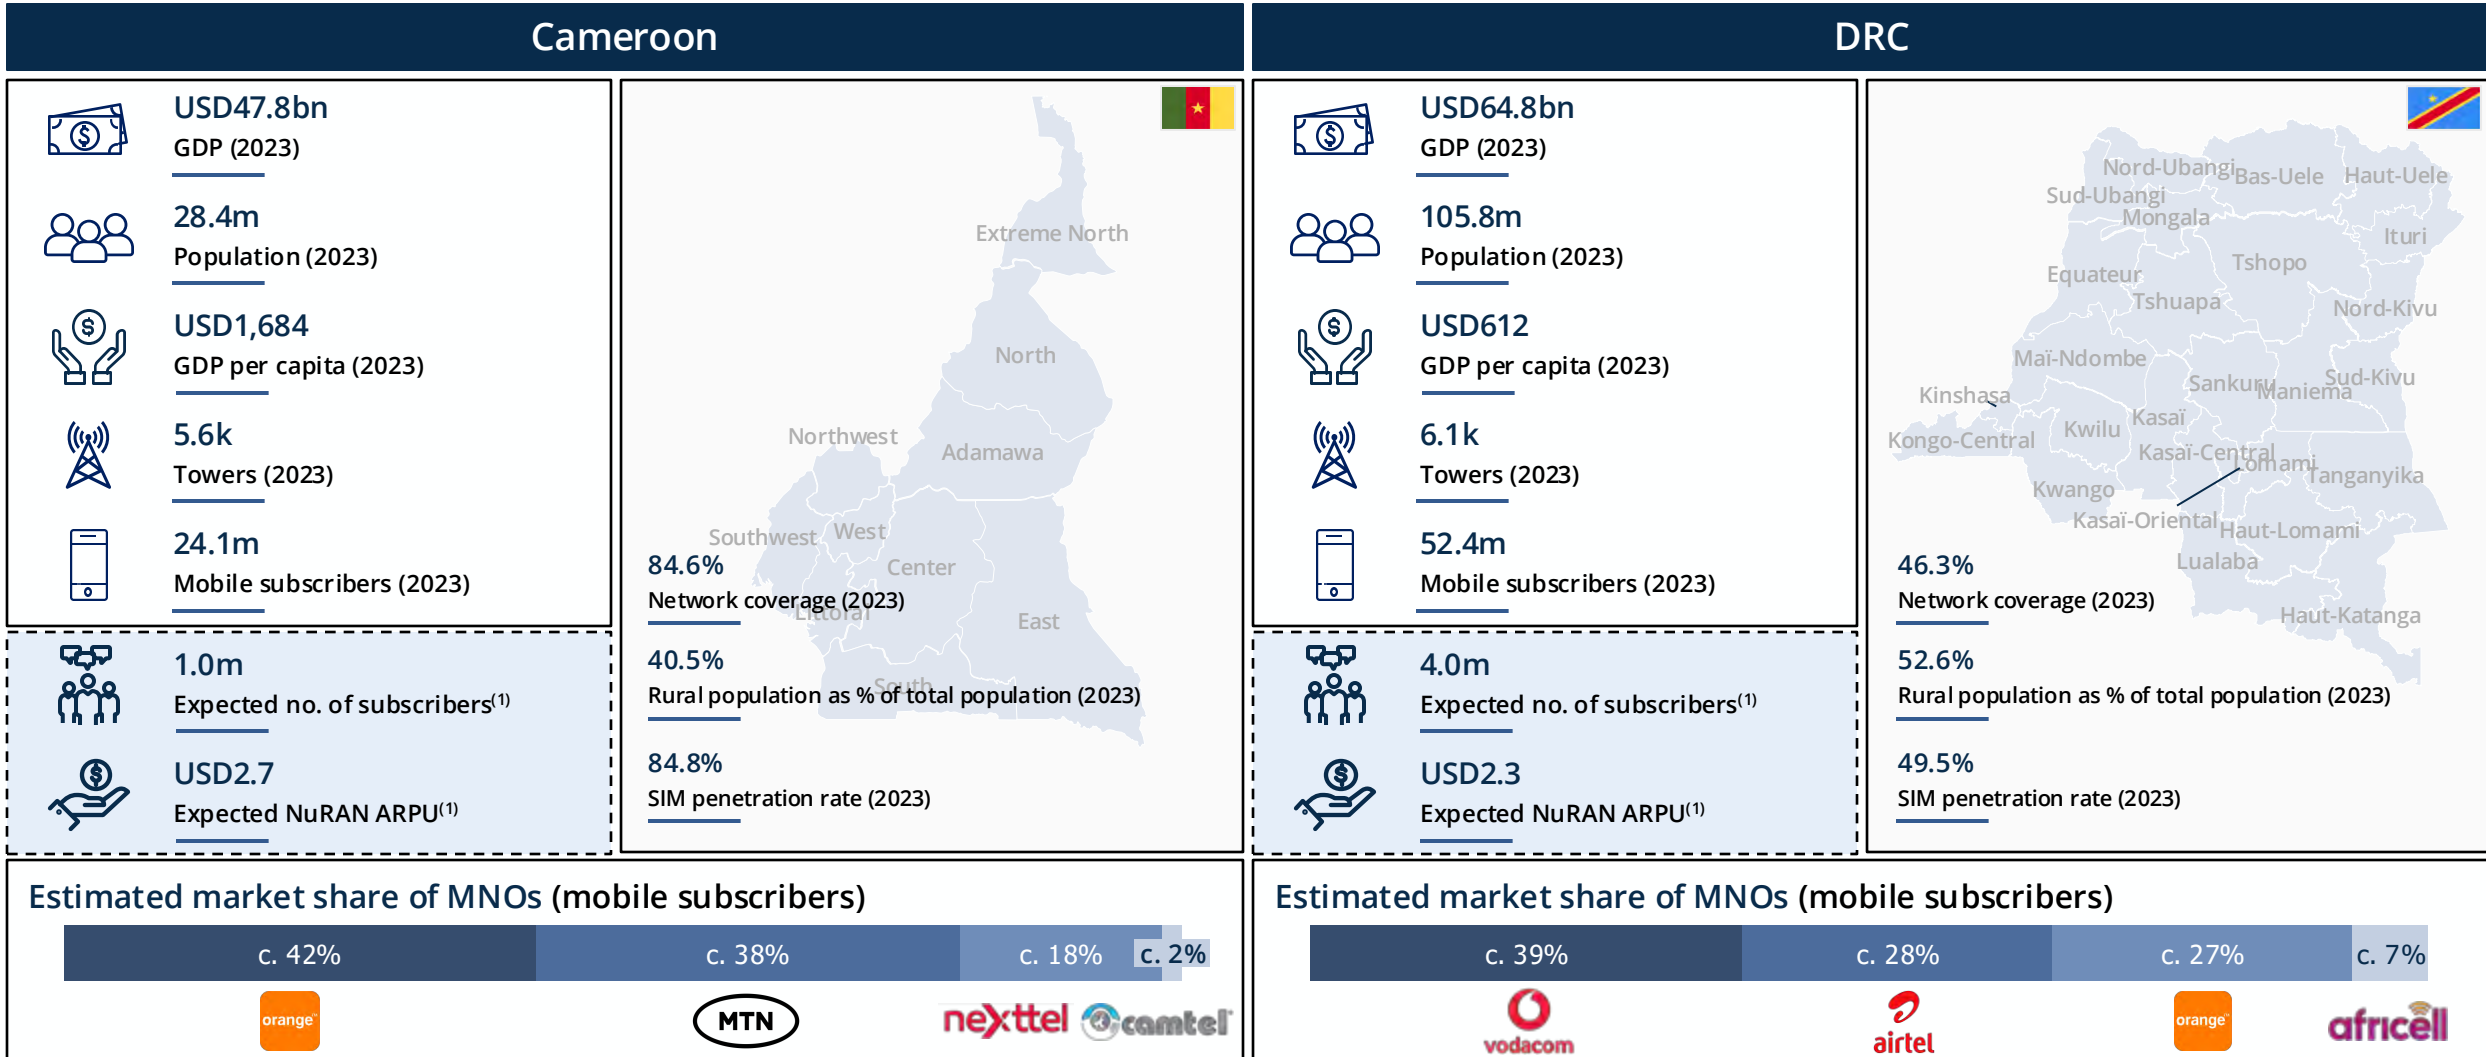 Cameroon
USD47.8bn
GDP (2023)
28.4m
Population (2023)
USD1,684
GDP per capita (2023)
5.6k
Towers (2023)
24.1m
Mobile subscribers (2023)
1.0m
Expected no. of subscribers(1)
USD2.7
Expected NuRAN ARPU(1)
Extreme North
North
Northwest
Adamawa
Southwest
West
Center
Littoral
East
South
84.6%
Network coverage (2023)
40.5%
Rural population as % of total population (2023)
84.8%
SIM penetration rate (2023)
Estimated market share of MNOs (mobile subscribers)
c. 42%
c. 38%
c. 18%
c. 2%
orange
MTN
nexttel
camtel
DRC
USD64.8bn
GDP (2023)
105.8m
Population (2023)
USD612
GDP per capita (2023)
6.1k
Towers (2023)
52.4m
Mobile subscribers (2023)
4.0m
Expected no. of subscribers(1)
USD2.3
Expected NuRAN ARPU(1)
Nord-Ubangi
Bas-Uele
Haut-Uele
Sud-Ubangi
Mongala
Ituri
Equateur
Tshopo
Tshuapa
Nord-Kivu
Maï-Ndombe
Sankuru
Maniema
Sud-Kivu
Kinshasa
Kongo-Central
Kwilu
Kasaï
Kasaï-Central
Lomami
Tanganyika
Kwango
Kasaï-Oriental
Haut-Lomami
Lualaba
Haut-Katanga
46.3%
Network coverage (2023)
52.6%
Rural population as % of total population (2023)
49.5%
SIM penetration rate (2023)
Estimated market share of MNOs (mobile subscribers)
c. 39%
c. 28%
c. 27%
c. 7%
vodacom
airtel
orange
africell